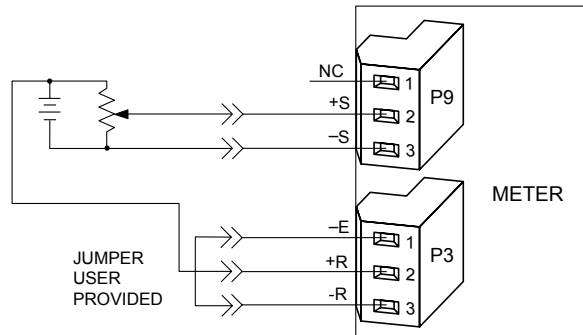 NC
1
+S
2
P9
–S
3
METER
–E
1
+R
2
P3
-R
3
JUMPER
USER
PROVIDED